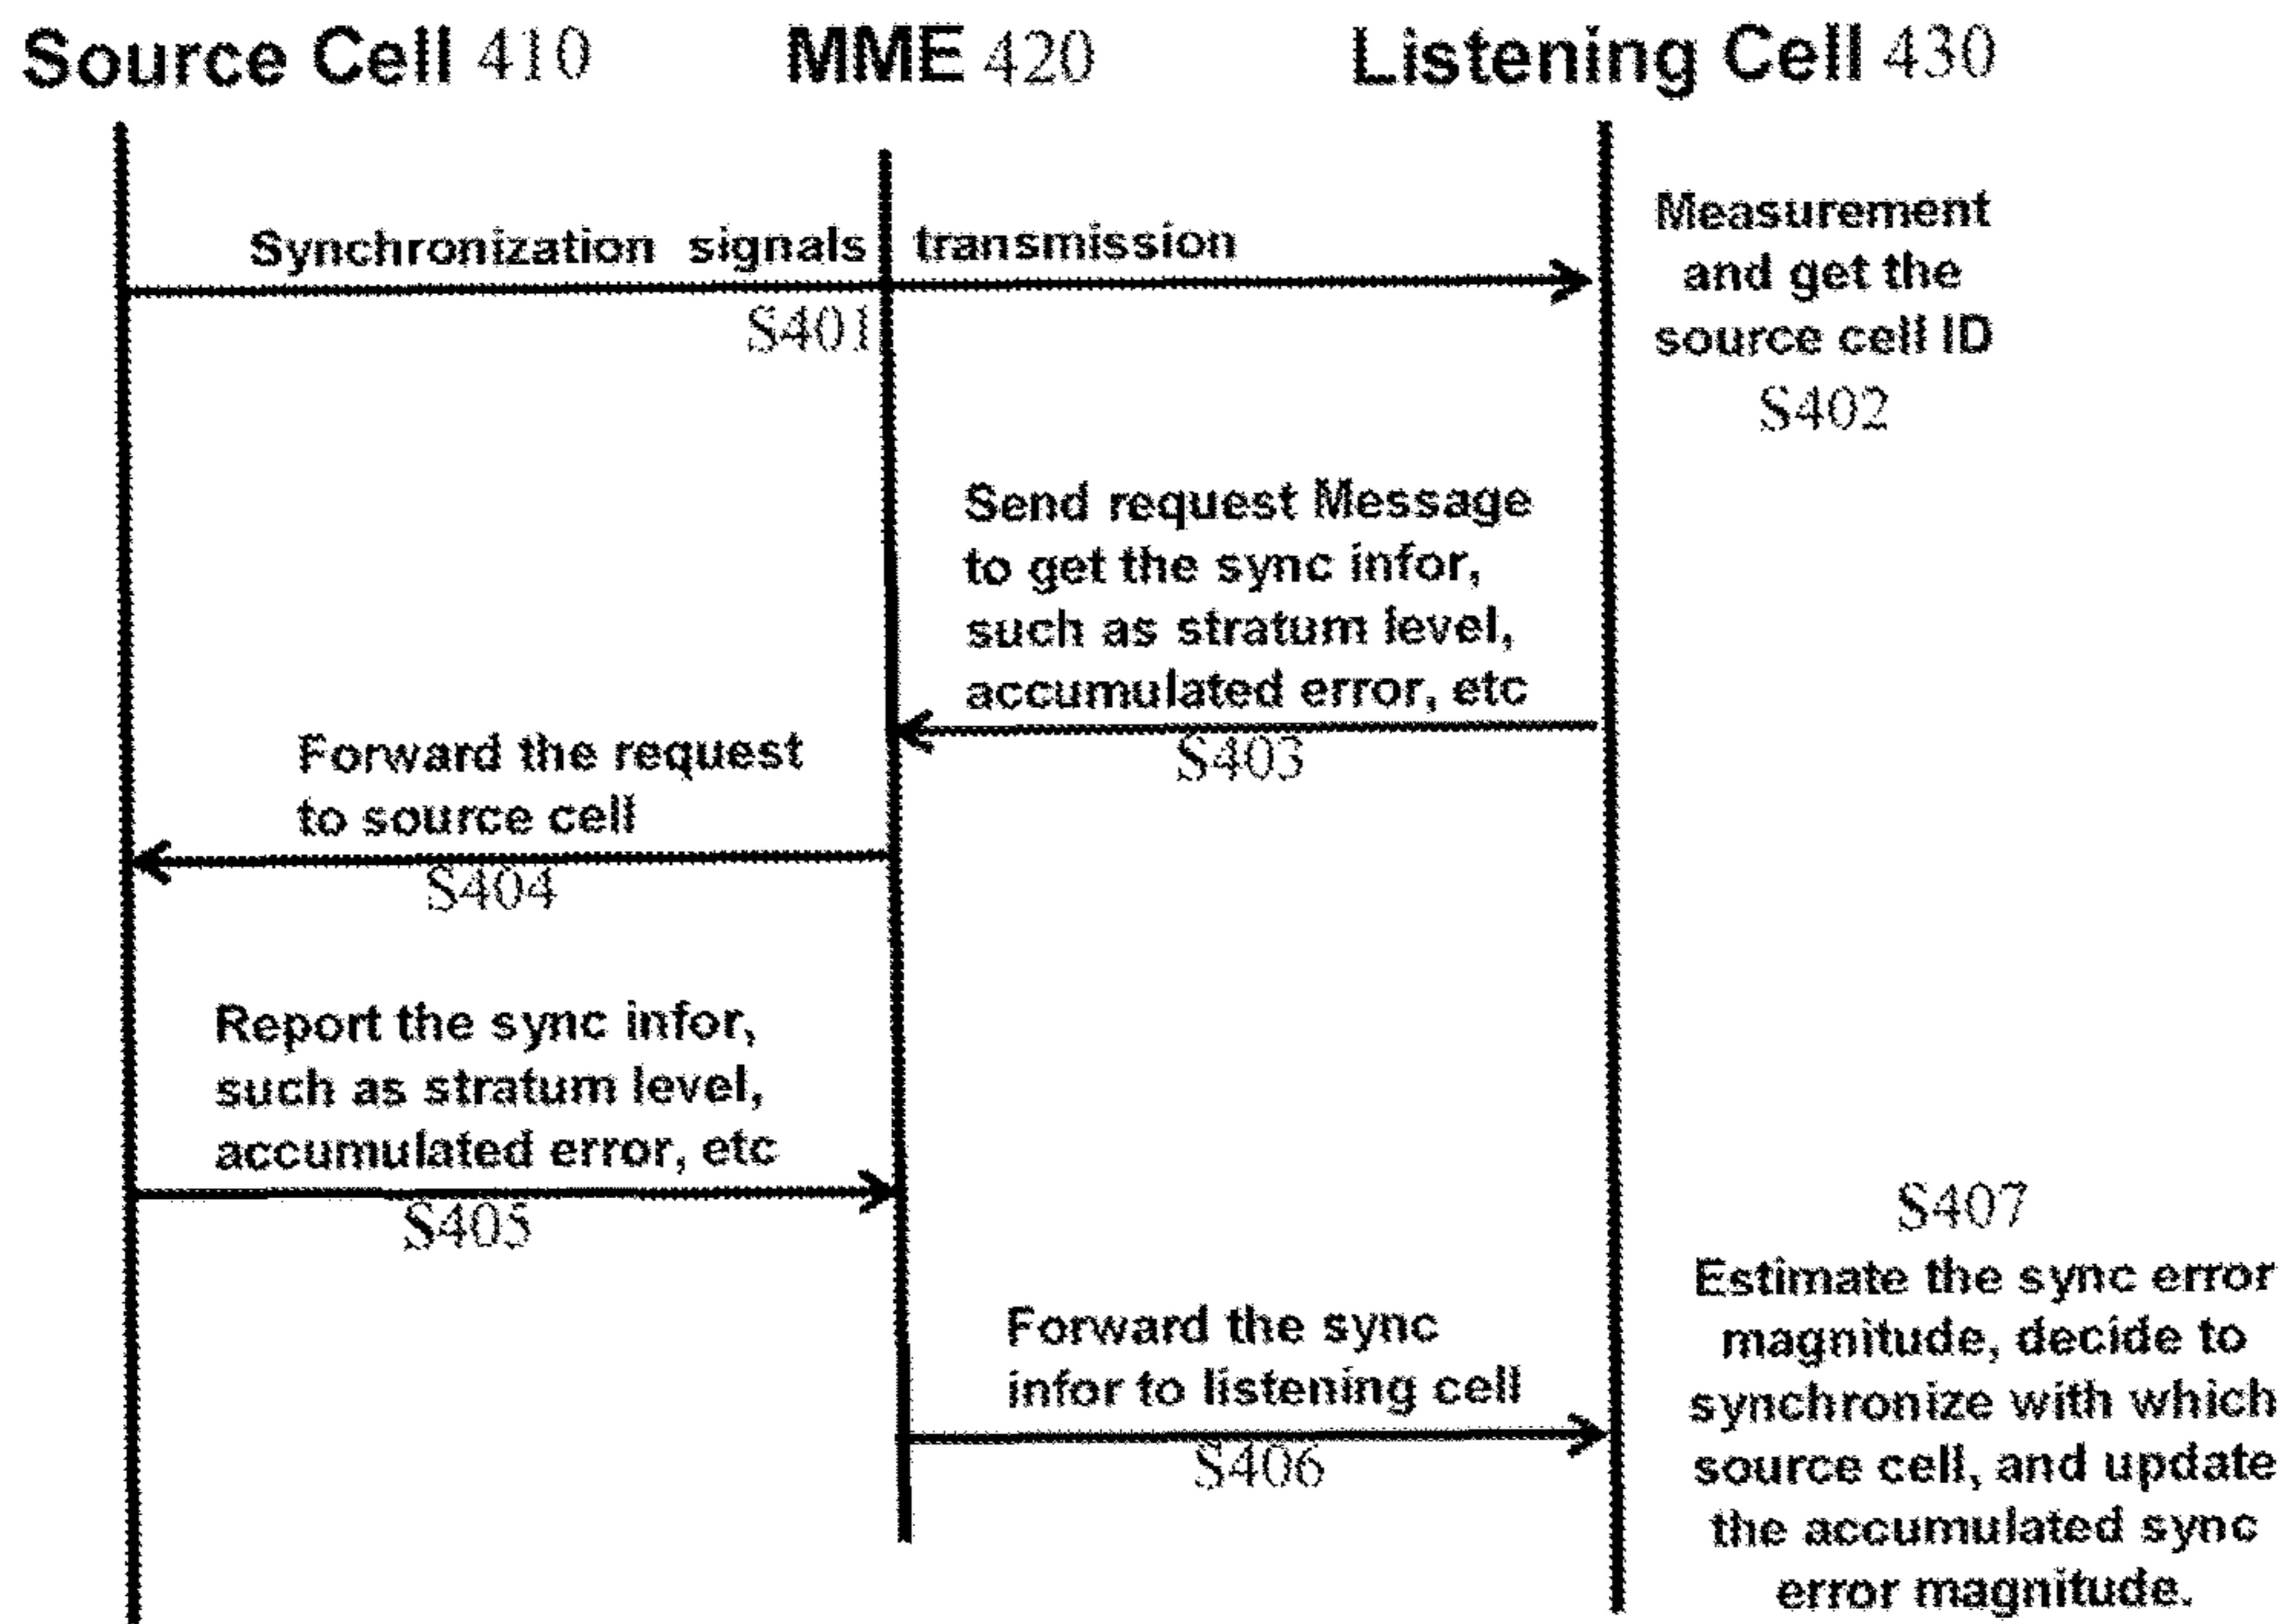 Source Cell 410
MME 420
Listening Cell 430
Synchronization signals transmission
S401
Measurement
and get the
source cell ID
S402
Send request Message
to get the sync infor,
such as stratum level,
accumulated error, etc
S403
Forward the request
to source cell
S404
Report the sync infor,
such as stratum level,
accumulated error, etc
S405
Forward the sync
infor to listening cell
S406
S407
Estimate the sync error
magnitude, decide to
synchronize with which
source cell, and update
the accumulated sync
error magnitude.